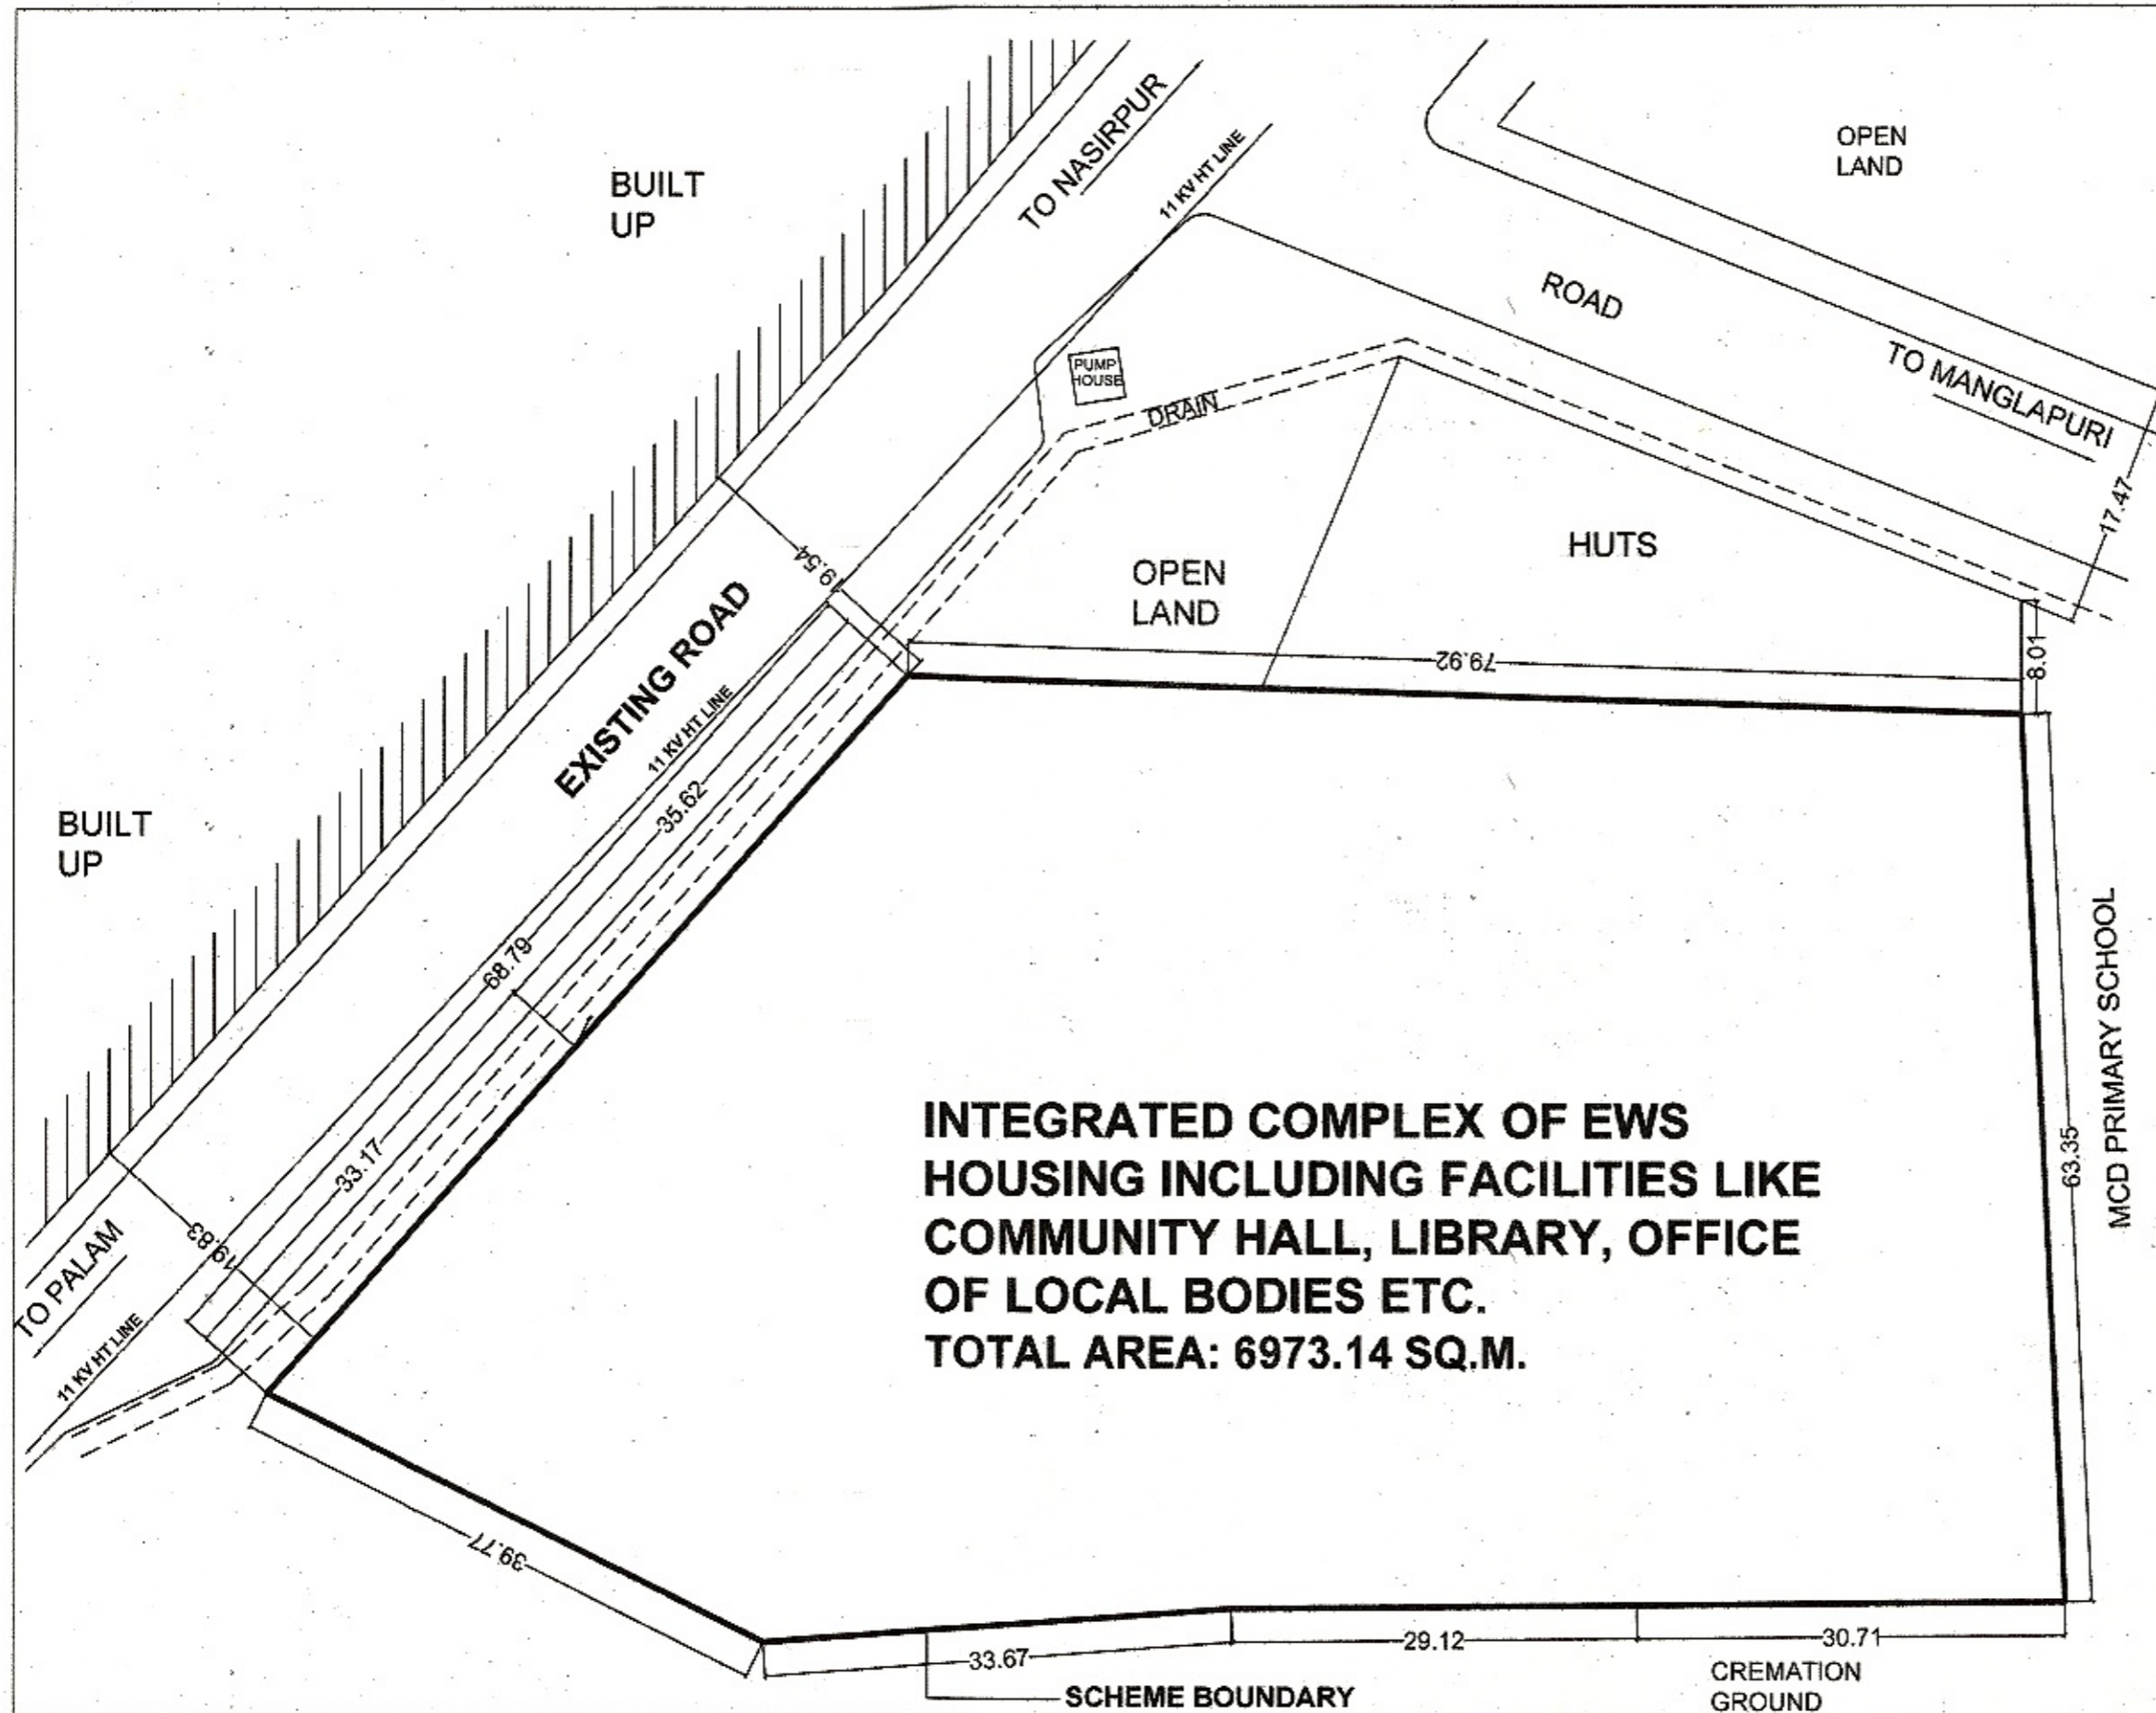 OPEN
LAND
BUILT
UP
TO NASIRPUR
11 KV HT LINE
ROAD
TO MANGLAPURI
PUMP
HOUSE
DRAIN
17.47
HUTS
OPEN
LAND
19.54
EXISTING ROAD
8.01
79.92
11 KV HT LINE
35.62
BUILT
UP
68.79
MCD PRIMARY SCHOOL
63.35
33.17
19.83
TO PALAM
11 KV HT LINE
INTEGRATED COMPLEX OF EWS
HOUSING INCLUDING FACILITIES LIKE
COMMUNITY HALL, LIBRARY, OFFICE
OF LOCAL BODIES ETC.
TOTAL AREA: 6973.14 SQ.M.
39.77
33.67
29.12
30.71
SCHEME BOUNDARY
CREMATION
GROUND